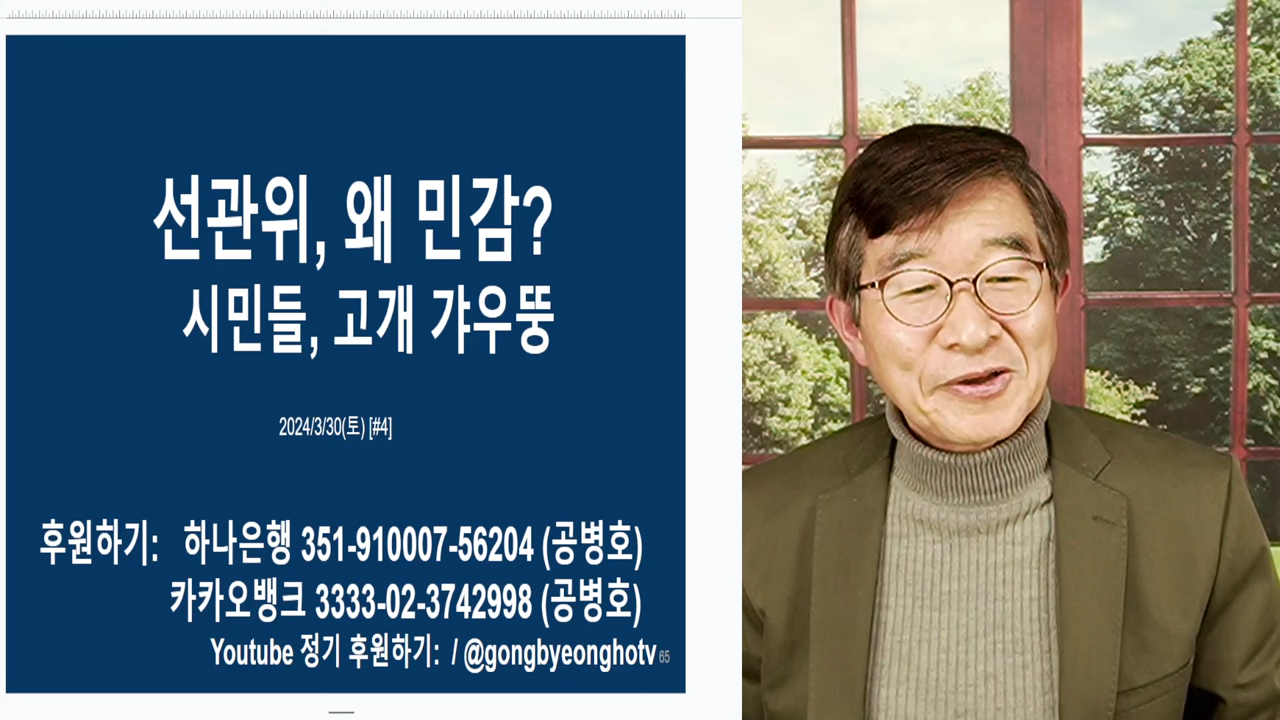 선관위, 왜 민감?
시민들, 고개 갸우뚱
2024/3/30(토) [#4]
후원하기: 하나은행 351-910007-56204 (공병호)
카카오뱅크 3333-02-3742998 (공병호)
Youtube 정기 후원하기: / @gongbyeonghotv
65